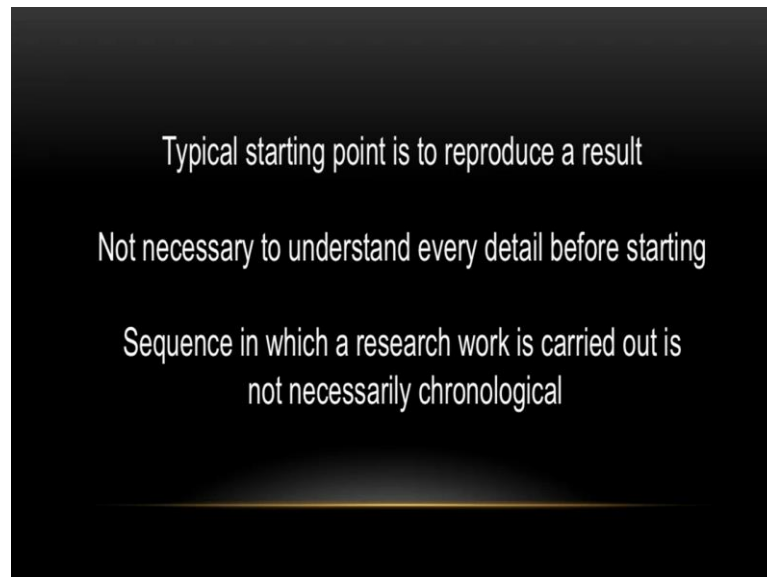 Typical starting point is to reproduce a result
Not necessary to understand every detail before starting
Sequence in which a research work is carried out is
not necessarily chronological